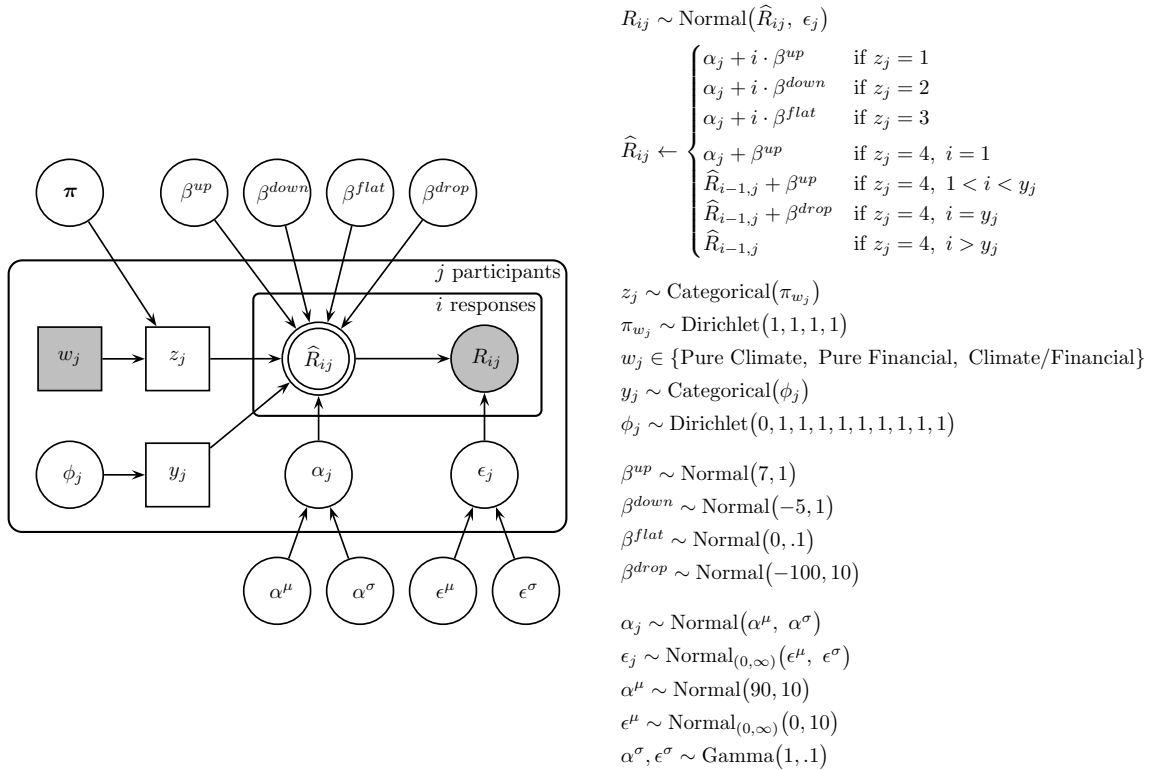 π
β^up
β^down
β^flat
β^drop
j participants
i responses
w_j
z_j
R̂_ij
R_ij
ϕ_j
y_j
α_j
ϵ_j
α^μ
α^σ
ϵ^μ
ϵ^σ
R_ij ∼ Normal(R̂_ij, ϵ_j)
α_j + i · β^up if z_j = 1
α_j + i · β^down if z_j = 2
α_j + i · β^flat if z_j = 3
R̂_ij ← { α_j + β^up if z_j = 4, i = 1
R̂_i−1,j + β^up if z_j = 4, 1 < i < y_j
R̂_i−1,j + β^drop if z_j = 4, i = y_j
R̂_i−1,j if z_j = 4, i > y_j
z_j ∼ Categorical(π_w_j)
π_w_j ∼ Dirichlet(1, 1, 1, 1)
w_j ∈ {Pure Climate, Pure Financial, Climate/Financial}
y_j ∼ Categorical(ϕ_j)
ϕ_j ∼ Dirichlet(0, 1, 1, 1, 1, 1, 1, 1, 1, 1)
β^up ∼ Normal(7, 1)
β^down ∼ Normal(−5, 1)
β^flat ∼ Normal(0, .1)
β^drop ∼ Normal(−100, 10)
α_j ∼ Normal(α^μ, α^σ)
ϵ_j ∼ Normal_(0,∞)(ϵ^μ, ϵ^σ)
α^μ ∼ Normal(90, 10)
ϵ^μ ∼ Normal_(0,∞)(0, 10)
α^σ, ϵ^σ ∼ Gamma(1, .1)